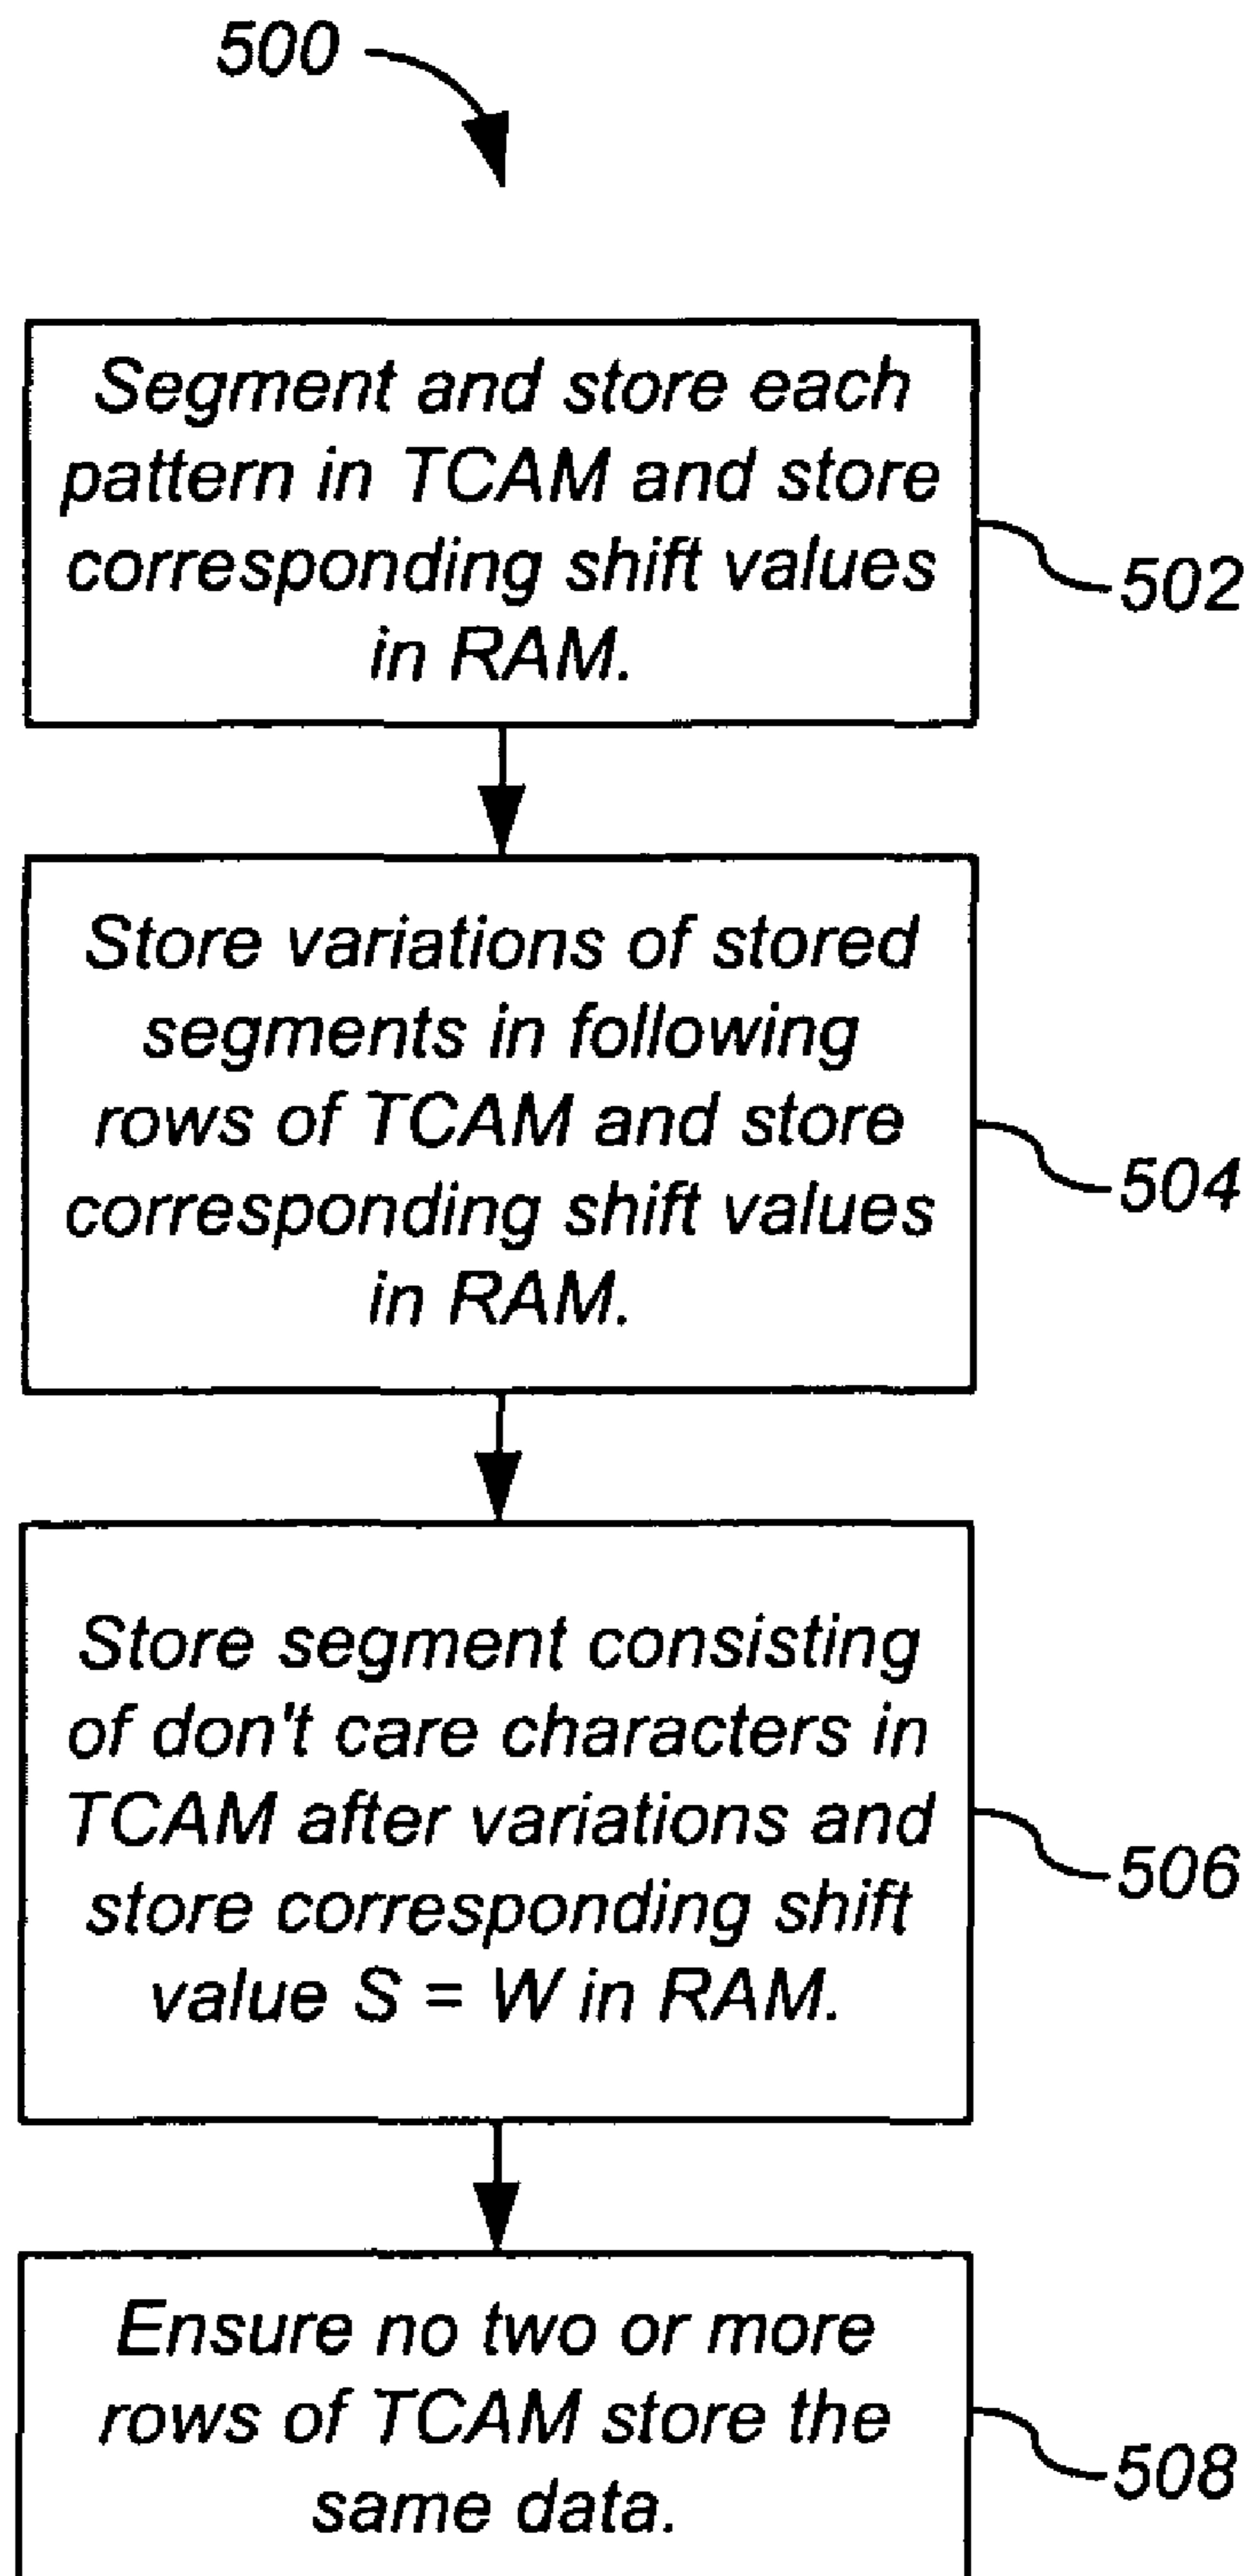 500
Segment and store each
pattern in TCAM and store
corresponding shift values
in RAM.
502
Store variations of stored
segments in following
rows of TCAM and store
corresponding shift values
in RAM.
504
Store segment consisting
of don't care characters in
TCAM after variations and
store corresponding shift
value S = W in RAM.
506
Ensure no two or more
rows of TCAM store the
same data.
508